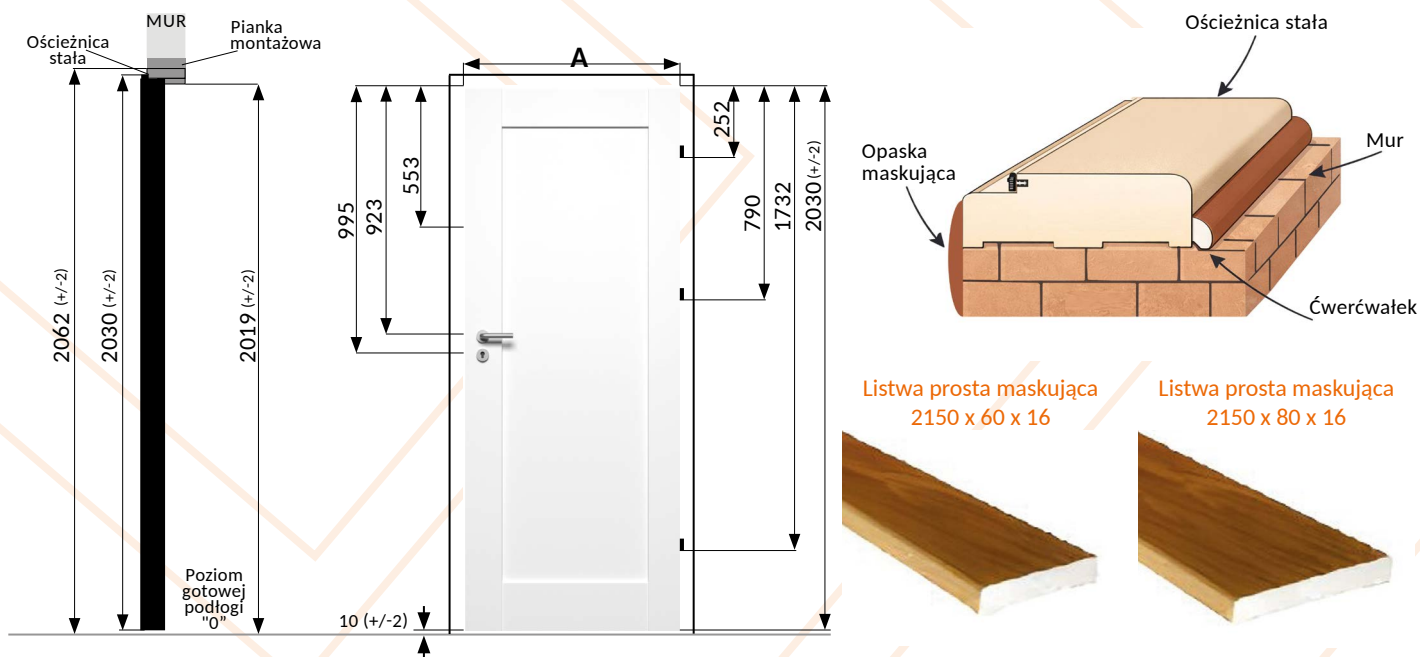 MUR
Ościeżnica
stała
Pianka
montażowa
2062 (+/-2)
2030 (+/-2)
2019 (+/-2)
Poziom
gotowej
podłogi
"0”
A
995
923
553
252
790
1732
2030 (+/-2)
10 (+/-2)
Ościeżnica stała
Opaska
maskująca
Mur
Ćwerćwałek
Listwa prosta maskująca
2150 x 60 x 16
Listwa prosta maskująca
2150 x 80 x 16